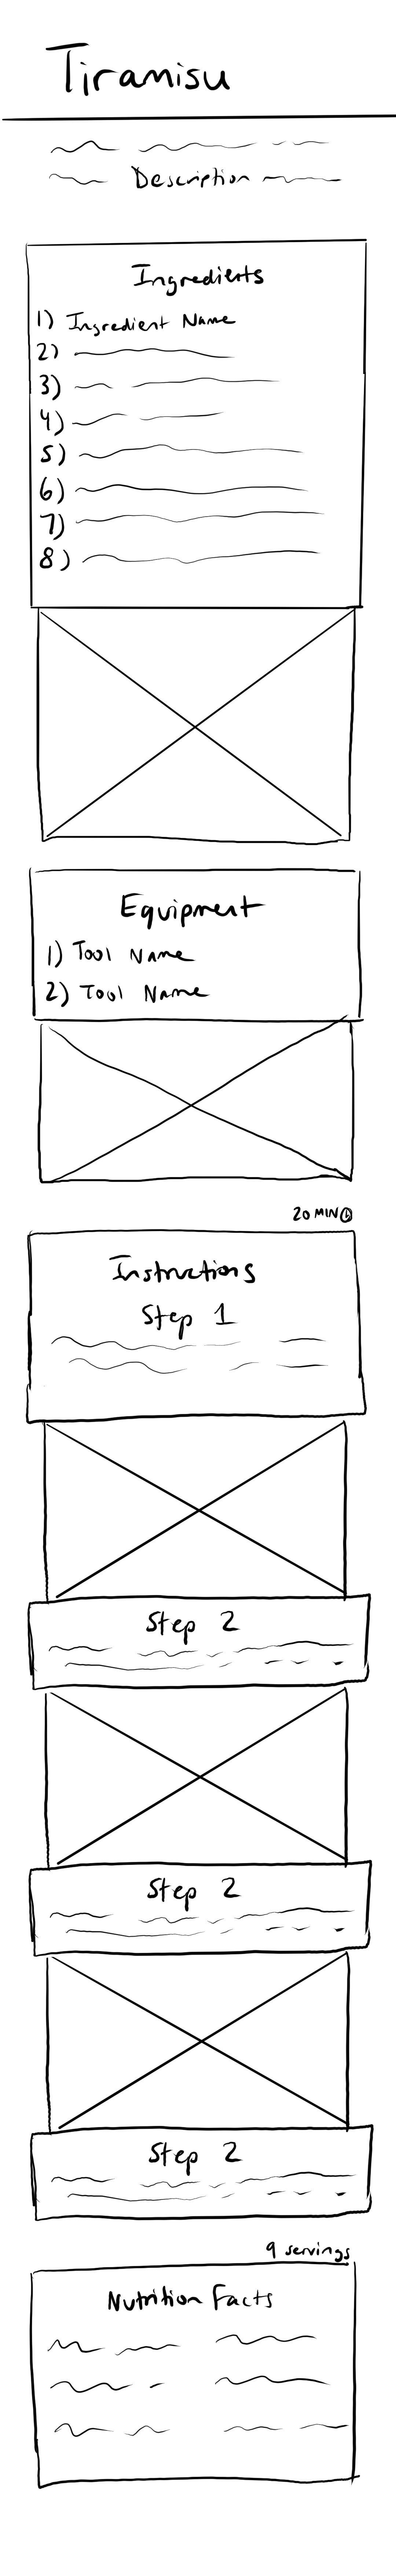 Tiramisu
Description
Ingredients
1) Ingredient Name
2)
3)
4)
5)
6)
7)
8)
Equipment
1) Tool Name
2) Tool Name
20 MIN
Instructions
Step 1
Step 2
Step 2
Step 2
9 servings
Nutrition Facts